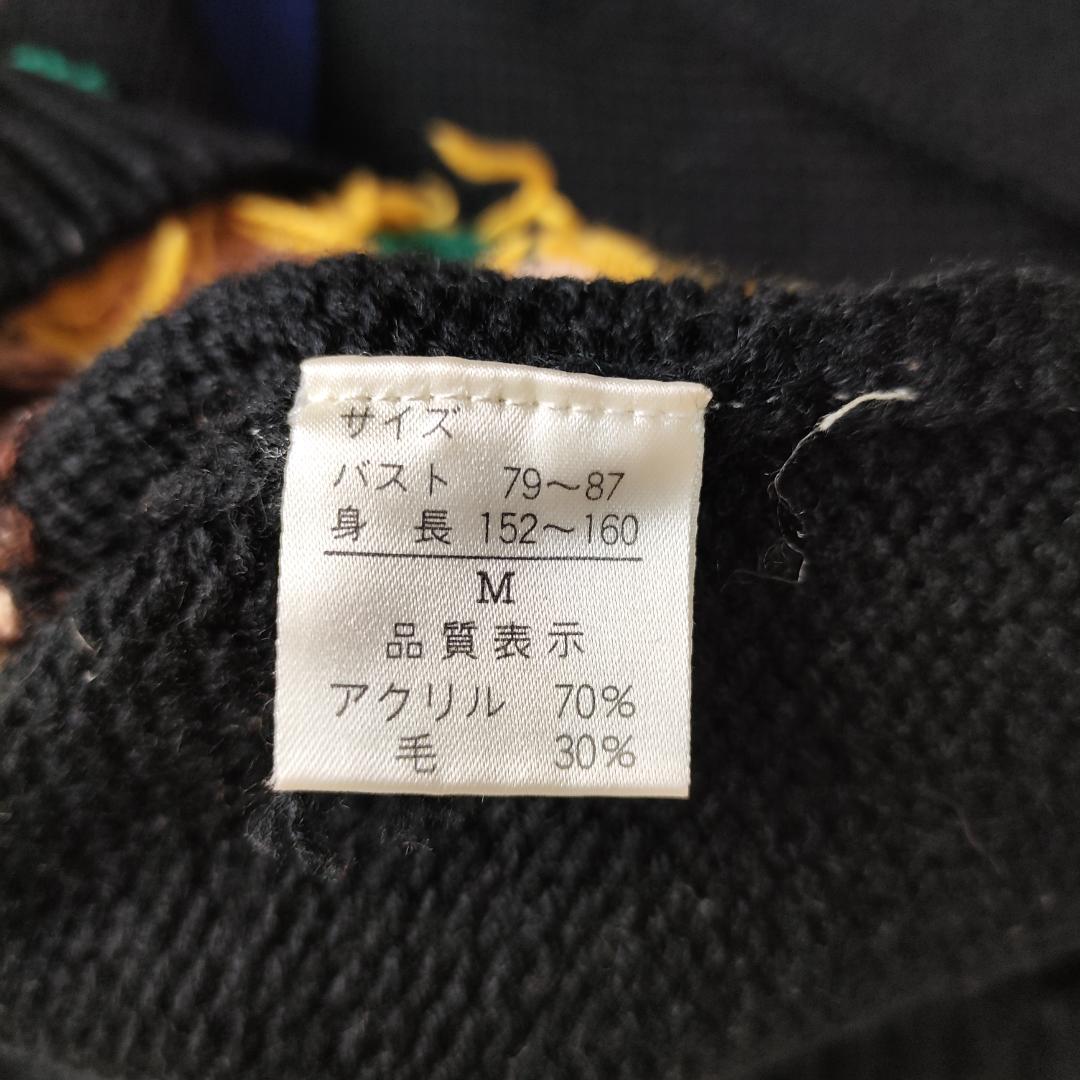 サイズ
バスト 79〜87
身長 152〜160
M
品質表示
アクリル 70%
毛 30%